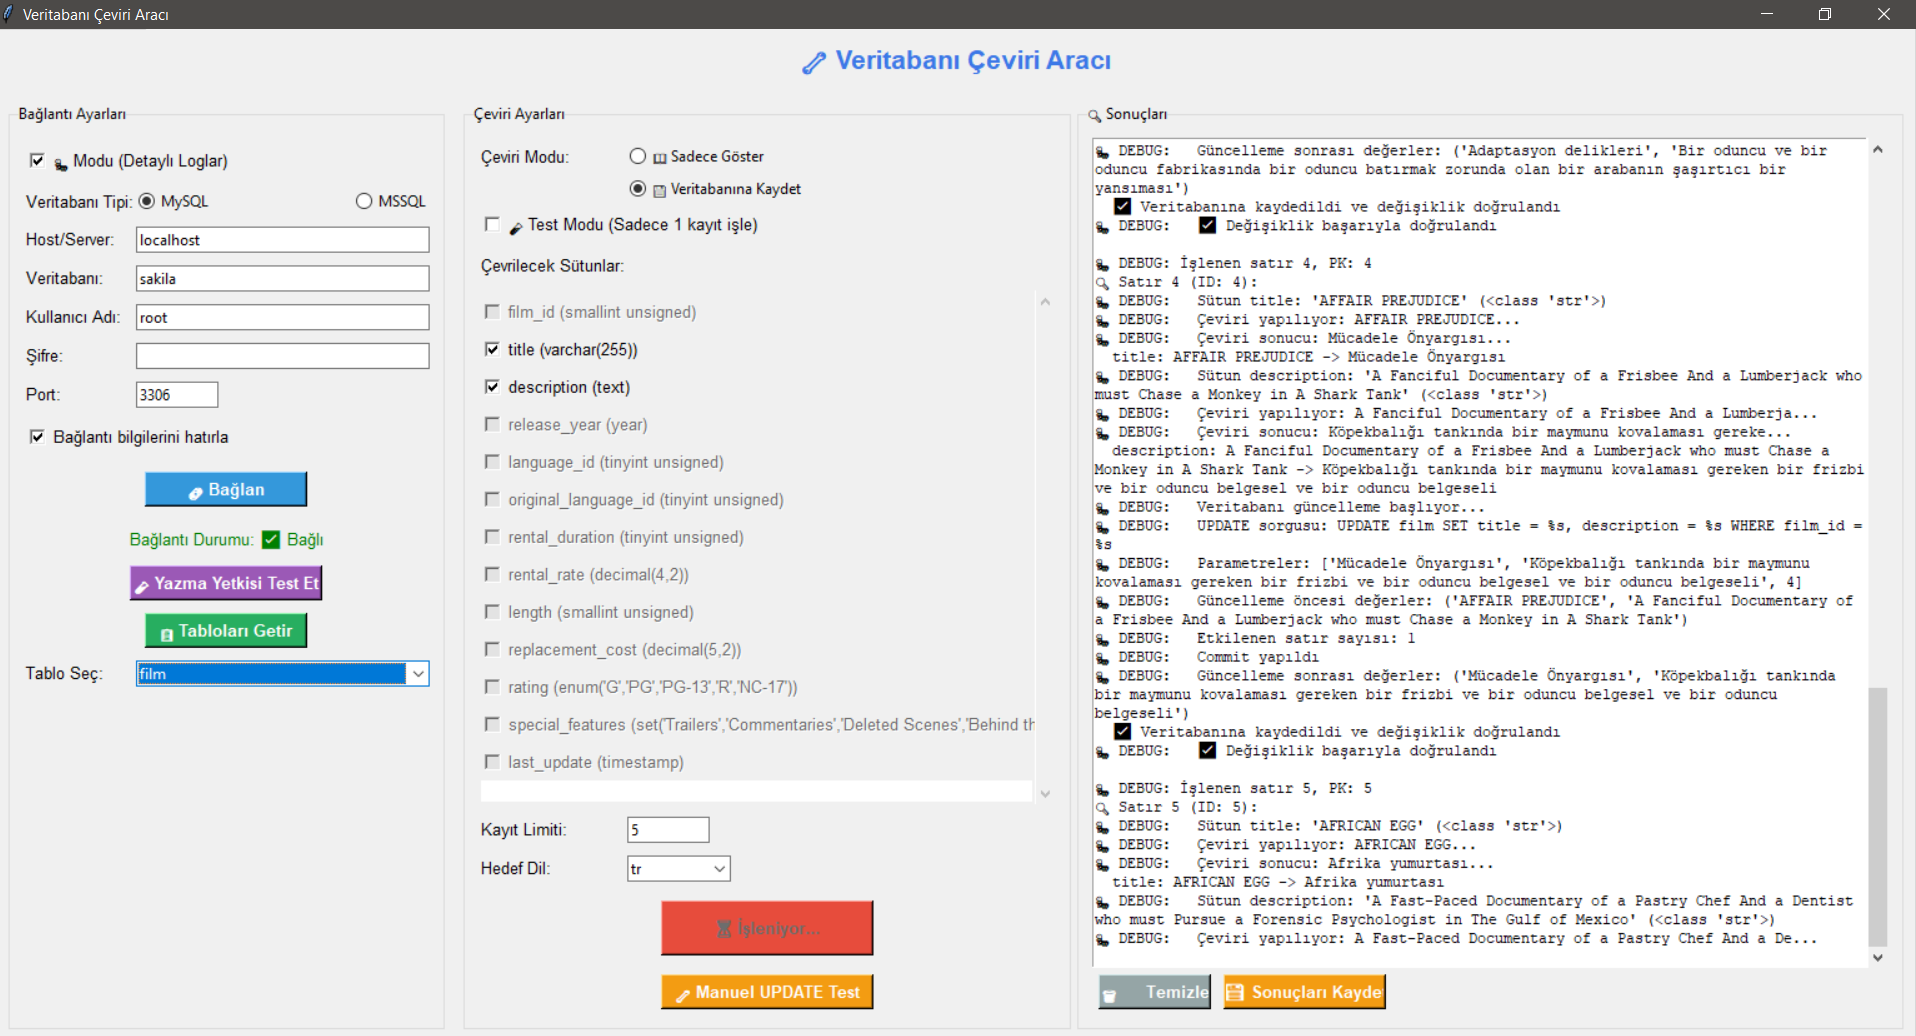 Veritabanı Çeviri Aracı
Veritabanı Çeviri Aracı
Bağlantı Ayarları
Modu (Detaylı Loglar)
Veritabanı Tipi: MySQL MSSQL
Host/Server: localhost
Veritabanı: sakila
Kullanıcı Adı: root
Şifre:
Port: 3306
Bağlantı bilgilerini hatırla
Bağlan
Bağlantı Durumu: Bağlı
Yazma Yetkisi Test Et
Tabloları Getir
Tablo Seç: film
Çeviri Ayarları
Çeviri Modu: Sadece Göster
Veritabanına Kaydet
Test Modu (Sadece 1 kayıt işle)
Çevrilecek Sütunlar:
film_id (smallint unsigned)
title (varchar(255))
description (text)
release_year (year)
language_id (tinyint unsigned)
original_language_id (tinyint unsigned)
rental_duration (tinyint unsigned)
rental_rate (decimal(4,2))
length (smallint unsigned)
replacement_cost (decimal(5,2))
rating (enum('G','PG','PG-13','R','NC-17'))
special_features (set('Trailers','Commentaries','Deleted Scenes','Behind th
last_update (timestamp)
Kayıt Limiti: 5
Hedef Dil: tr
İşleniyor...
Manuel UPDATE Test
Sonuçları
DEBUG: Güncelleme sonrası değerler: ('Adaptasyon delikleri', 'Bir oduncu ve bir
oduncu fabrikasında bir oduncu batırmak zorunda olan bir arabanın şaşırtıcı bir
yansıması')
Veritabanına kaydedildi ve değişiklik doğrulandı
DEBUG: Değişiklik başarıyla doğrulandı
DEBUG: İşlenen satır 4, PK: 4
Satır 4 (ID: 4):
DEBUG: Sütun title: 'AFFAIR PREJUDICE' (<class 'str'>)
DEBUG: Çeviri yapılıyor: AFFAIR PREJUDICE...
DEBUG: Çeviri sonucu: Mücadele Önyargısı...
title: AFFAIR PREJUDICE -> Mücadele Önyargısı
DEBUG: Sütun description: 'A Fanciful Documentary of a Frisbee And a Lumberjack who
must Chase a Monkey in A Shark Tank' (<class 'str'>)
DEBUG: Çeviri yapılıyor: A Fanciful Documentary of a Frisbee And a Lumberja...
DEBUG: Çeviri sonucu: Köpekbalığı tankında bir maymunu kovalaması gereke...
description: A Fanciful Documentary of a Frisbee And a Lumberjack who must Chase a
Monkey in A Shark Tank -> Köpekbalığı tankında bir maymunu kovalaması gereken bir frizbi
ve bir oduncu belgesel ve bir oduncu belgeseli
DEBUG: Veritabanı güncelleme başlıyor...
DEBUG: UPDATE sorgusu: UPDATE film SET title = %s, description = %s WHERE film_id =
%s
DEBUG: Parametreler: ['Mücadele Önyargısı', 'Köpekbalığı tankında bir maymunu
kovalaması gereken bir frizbi ve bir oduncu belgesel ve bir oduncu belgeseli', 4]
DEBUG: Güncelleme öncesi değerler: ('AFFAIR PREJUDICE', 'A Fanciful Documentary of
a Frisbee And a Lumberjack who must Chase a Monkey in A Shark Tank')
DEBUG: Etkilenen satır sayısı: 1
DEBUG: Commit yapıldı
DEBUG: Güncelleme sonrası değerler: ('Mücadele Önyargısı', 'Köpekbalığı tankında
bir maymunu kovalaması gereken bir frizbi ve bir oduncu belgesel ve bir oduncu
belgeseli')
Veritabanına kaydedildi ve değişiklik doğrulandı
DEBUG: Değişiklik başarıyla doğrulandı
DEBUG: İşlenen satır 5, PK: 5
Satır 5 (ID: 5):
DEBUG: Sütun title: 'AFRICAN EGG' (<class 'str'>)
DEBUG: Çeviri yapılıyor: AFRICAN EGG...
DEBUG: Çeviri sonucu: Afrika yumurtası...
title: AFRICAN EGG -> Afrika yumurtası
DEBUG: Sütun description: 'A Fast-Paced Documentary of a Pastry Chef And a Dentist
who must Pursue a Forensic Psychologist in The Gulf of Mexico' (<class 'str'>)
DEBUG: Çeviri yapılıyor: A Fast-Paced Documentary of a Pastry Chef And a De...
Temizle Sonuçları Kayde